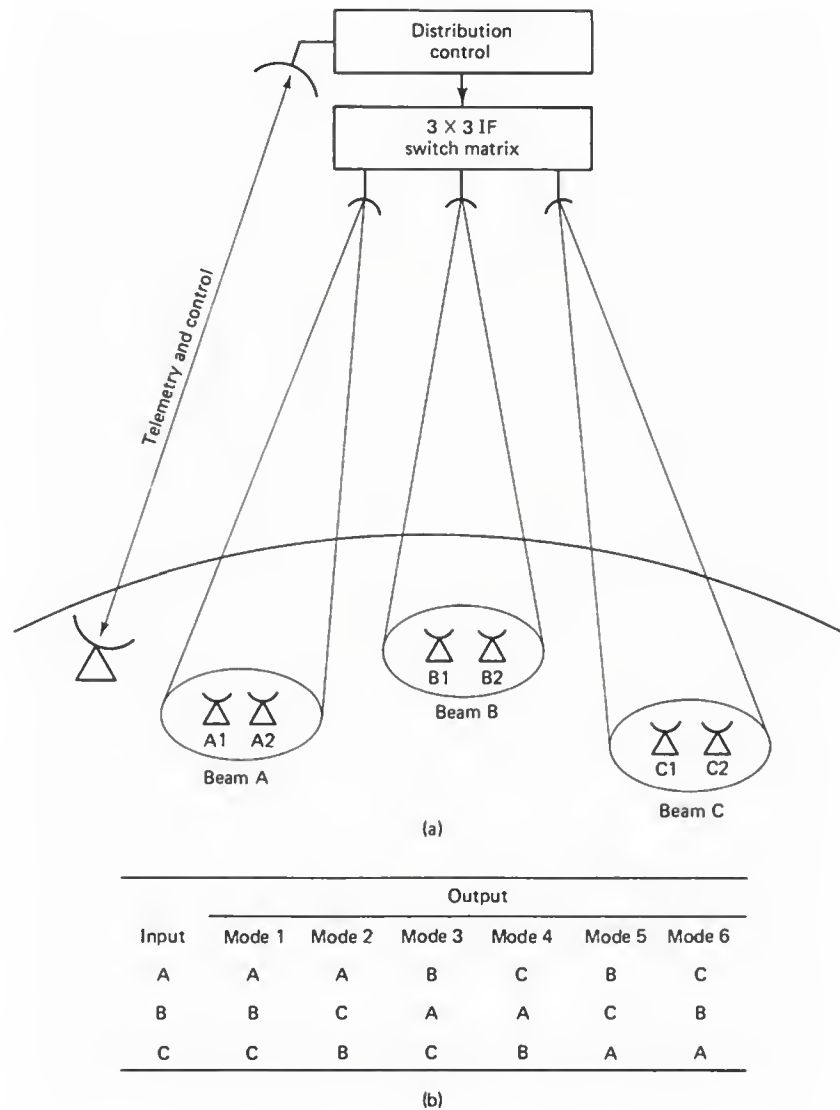 Distribution
control
3 X 3 IF
switch matrix
Telemetry and control
B1 B2
Beam B
A1 A2
Beam A
C1 C2
Beam C
(a)
Output
Input Mode 1 Mode 2 Mode 3 Mode 4 Mode 5 Mode 6
A A A B C B C
B B C A A C B
C C B C B A A
(b)